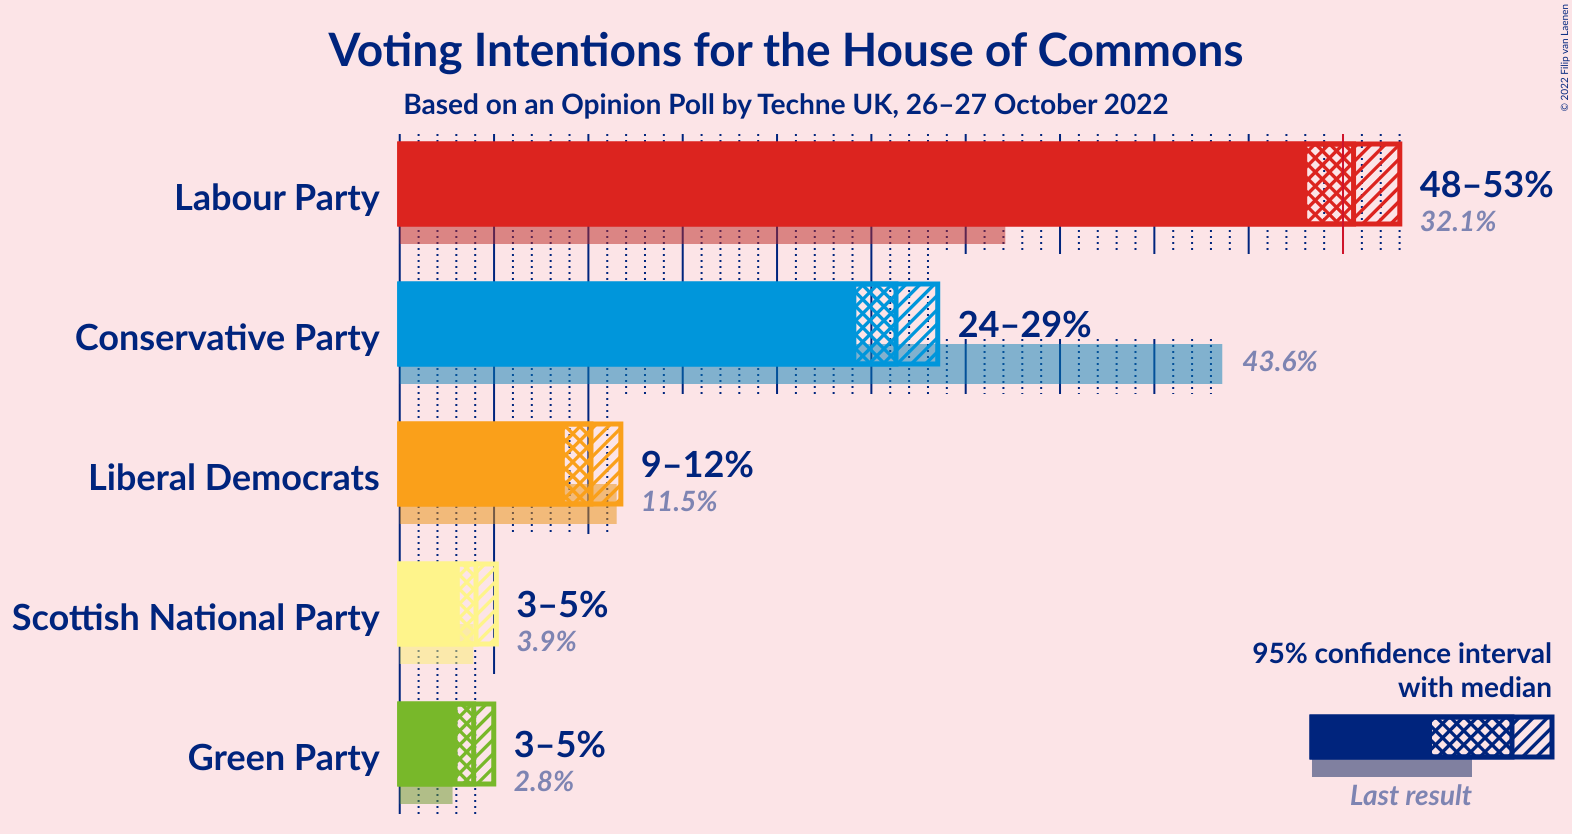 Voting Intentions for the House of Commons
Based on an Opinion Poll by Techne UK, 26–27 October 2022
© 2022 Filip van Laenen
Labour Party
48–53%
32.1%
Conservative Party
24–29%
43.6%
Liberal Democrats
9–12%
11.5%
Scottish National Party
3–5%
3.9%
Green Party
3–5%
2.8%
95% confidence interval
with median
Last result